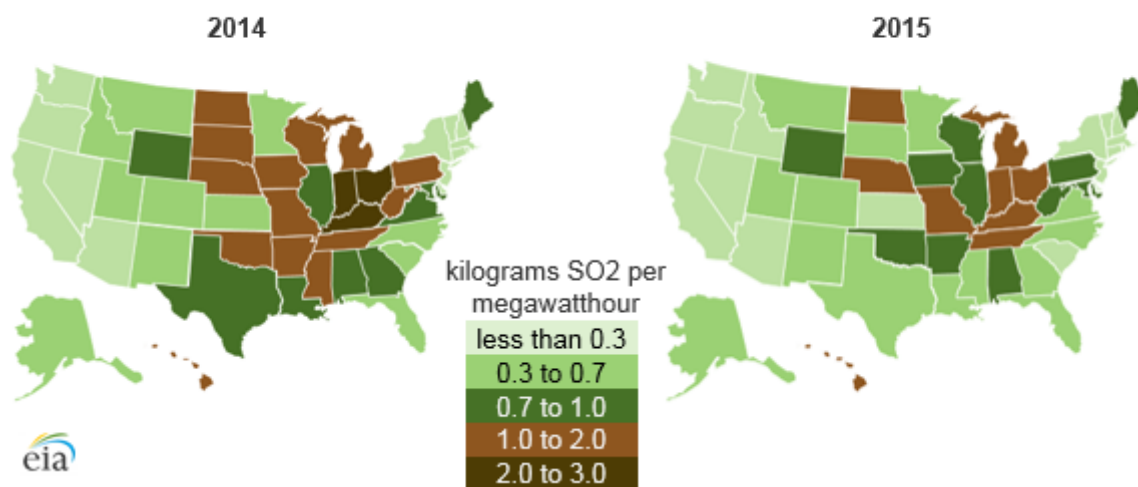 2014
2015
kilograms SO2 per
megawatthour
less than 0.3
0.3 to 0.7
0.7 to 1.0
1.0 to 2.0
2.0 to 3.0
eia